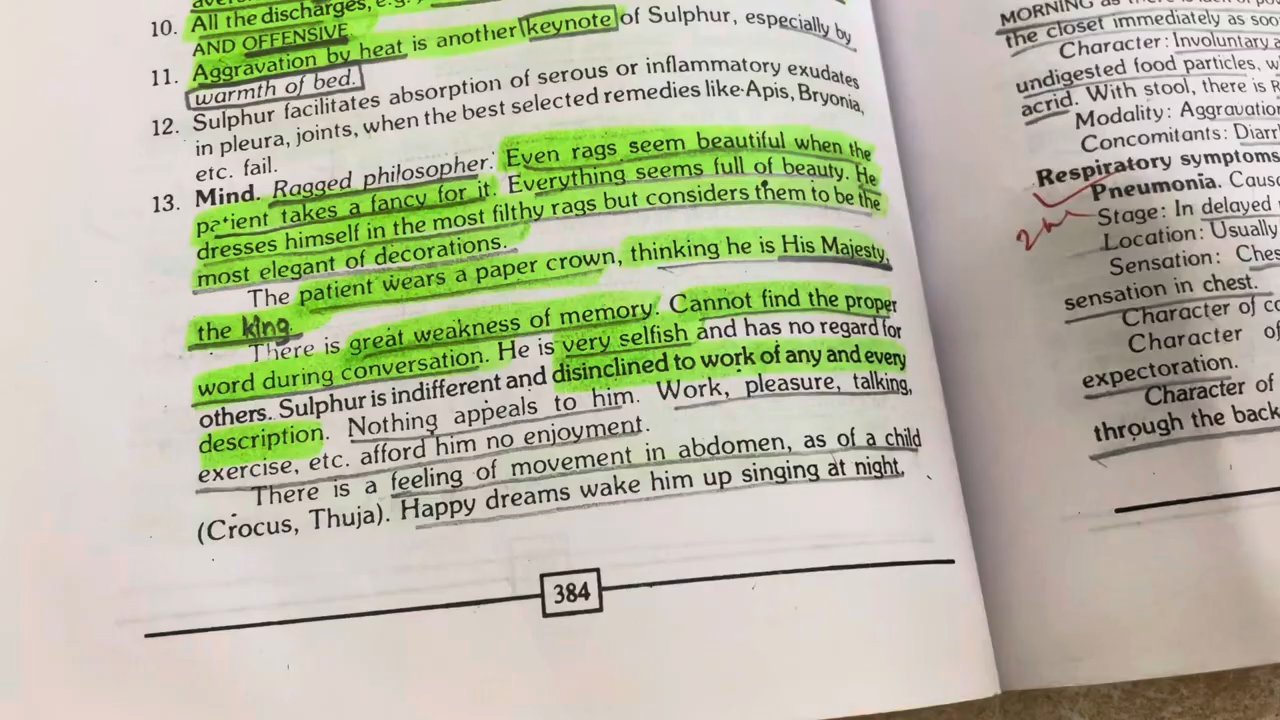 10. All the discharges, e.g.,
AND OFFENSIVE
11. Aggravation by heat is another keynote of Sulphur, especially by
warmth of bed.
12. Sulphur facilitates absorption of serous or inflammatory exudates
in pleura, joints, when the best selected remedies like Apis, Bryonia,
etc. fail.
13. Mind. Ragged philosopher. Even rags seem beautiful when the
patient takes a fancy for it. Everything seems full of beauty. He
dresses himself in the most filthy rags but considers them to be the
most elegant of decorations.
The patient wears a paper crown, thinking he is His Majesty,
the king.
There is great weakness of memory. Cannot find the proper
word during conversation. He is very selfish and has no regard for
others. Sulphur is indifferent and disinclined to work of any and every
description. Nothing appeals to him. Work, pleasure, talking,
exercise, etc. afford him no enjoyment.
There is a feeling of movement in abdomen, as of a child
(Crocus, Thuja). Happy dreams wake him up singing at night.
384
MORNING as
the closet immediately as
Character: Involuntary
undigested food particles,
acrid. With stool, there is
Modality: Aggravation
Concomitants:
Respiratory symptoms
Pneumonia.
Stage: In delayed
Location: Usually
Sensation:
sensation in chest.
Character of
Character
expectoration.
Character of
through the back